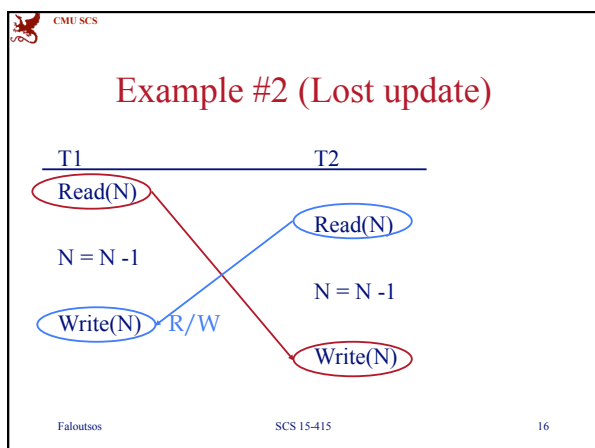 CMU SCS
Example #2 (Lost update)
T1 T2
Read(N)
Read(N)
N = N -1
N = N -1
Write(N) R/W
Write(N)
Faloutsos SCS 15-415 16